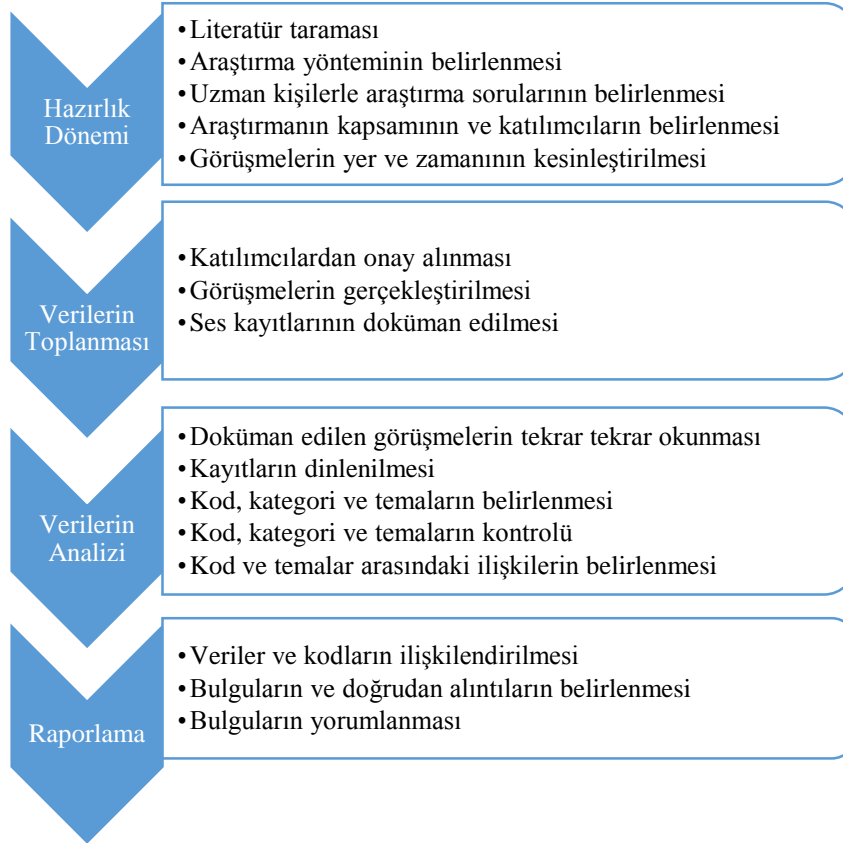 Hazırlık
Dönemi
•Literatür taraması
•Araştırma yönteminin belirlenmesi
•Uzman kişilerle araştırma sorularının belirlenmesi
•Araştırmanın kapsamının ve katılımcıların belirlenmesi
•Görüşmelerin yer ve zamanının kesinleştirilmesi
Verilerin
Toplanması
•Katılımcılardan onay alınması
•Görüşmelerin gerçekleştirilmesi
•Ses kayıtlarının doküman edilmesi
Verilerin
Analizi
•Doküman edilen görüşmelerin tekrar tekrar okunması
•Kayıtların dinlenilmesi
•Kod, kategori ve temaların belirlenmesi
•Kod, kategori ve temaların kontrolü
•Kod ve temalar arasındaki ilişkilerin belirlenmesi
Raporlama
•Veriler ve kodların ilişkilendirilmesi
•Bulguların ve doğrudan alıntıların belirlenmesi
•Bulguların yorumlanması